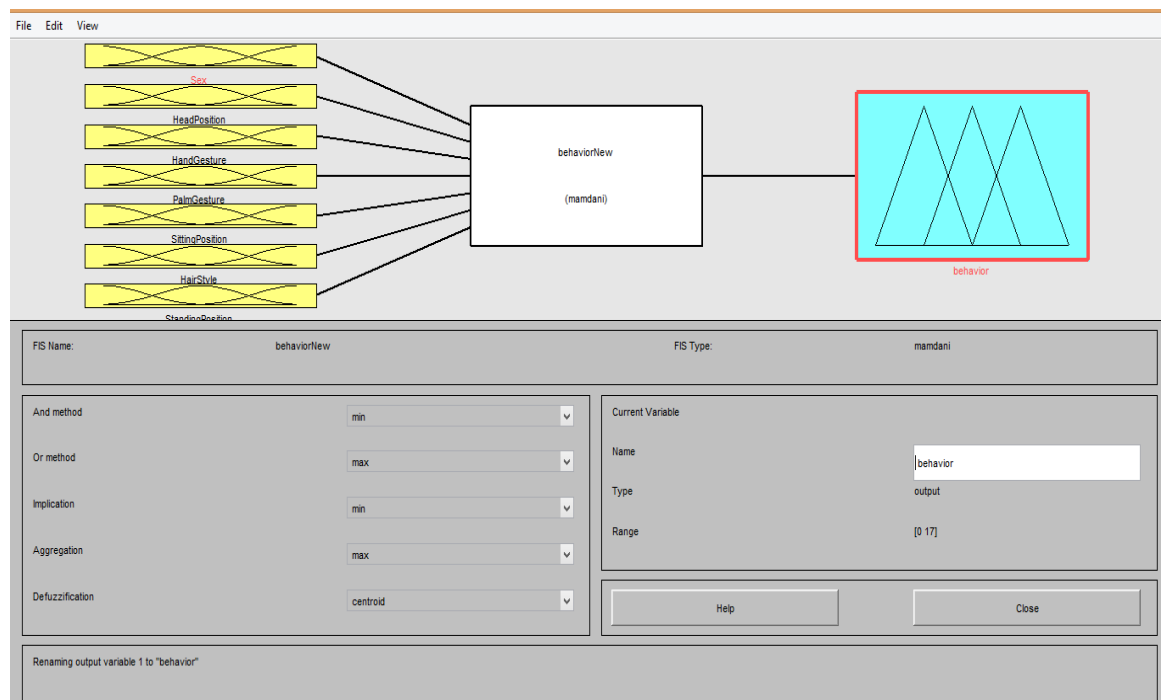 File Edit View
Sex
HeadPosition
HandGesture
PalmGesture
SittingPosition
HairStyle
StandingPosition
behaviorNew
(mamdani)
behavior
FIS Name: behaviorNew FIS Type: mamdani
And method min
Or method max
Implication min
Aggregation max
Defuzzification centroid
Current Variable
Name behavior
Type output
Range [0 17]
Help Close
Renaming output variable 1 to "behavior"